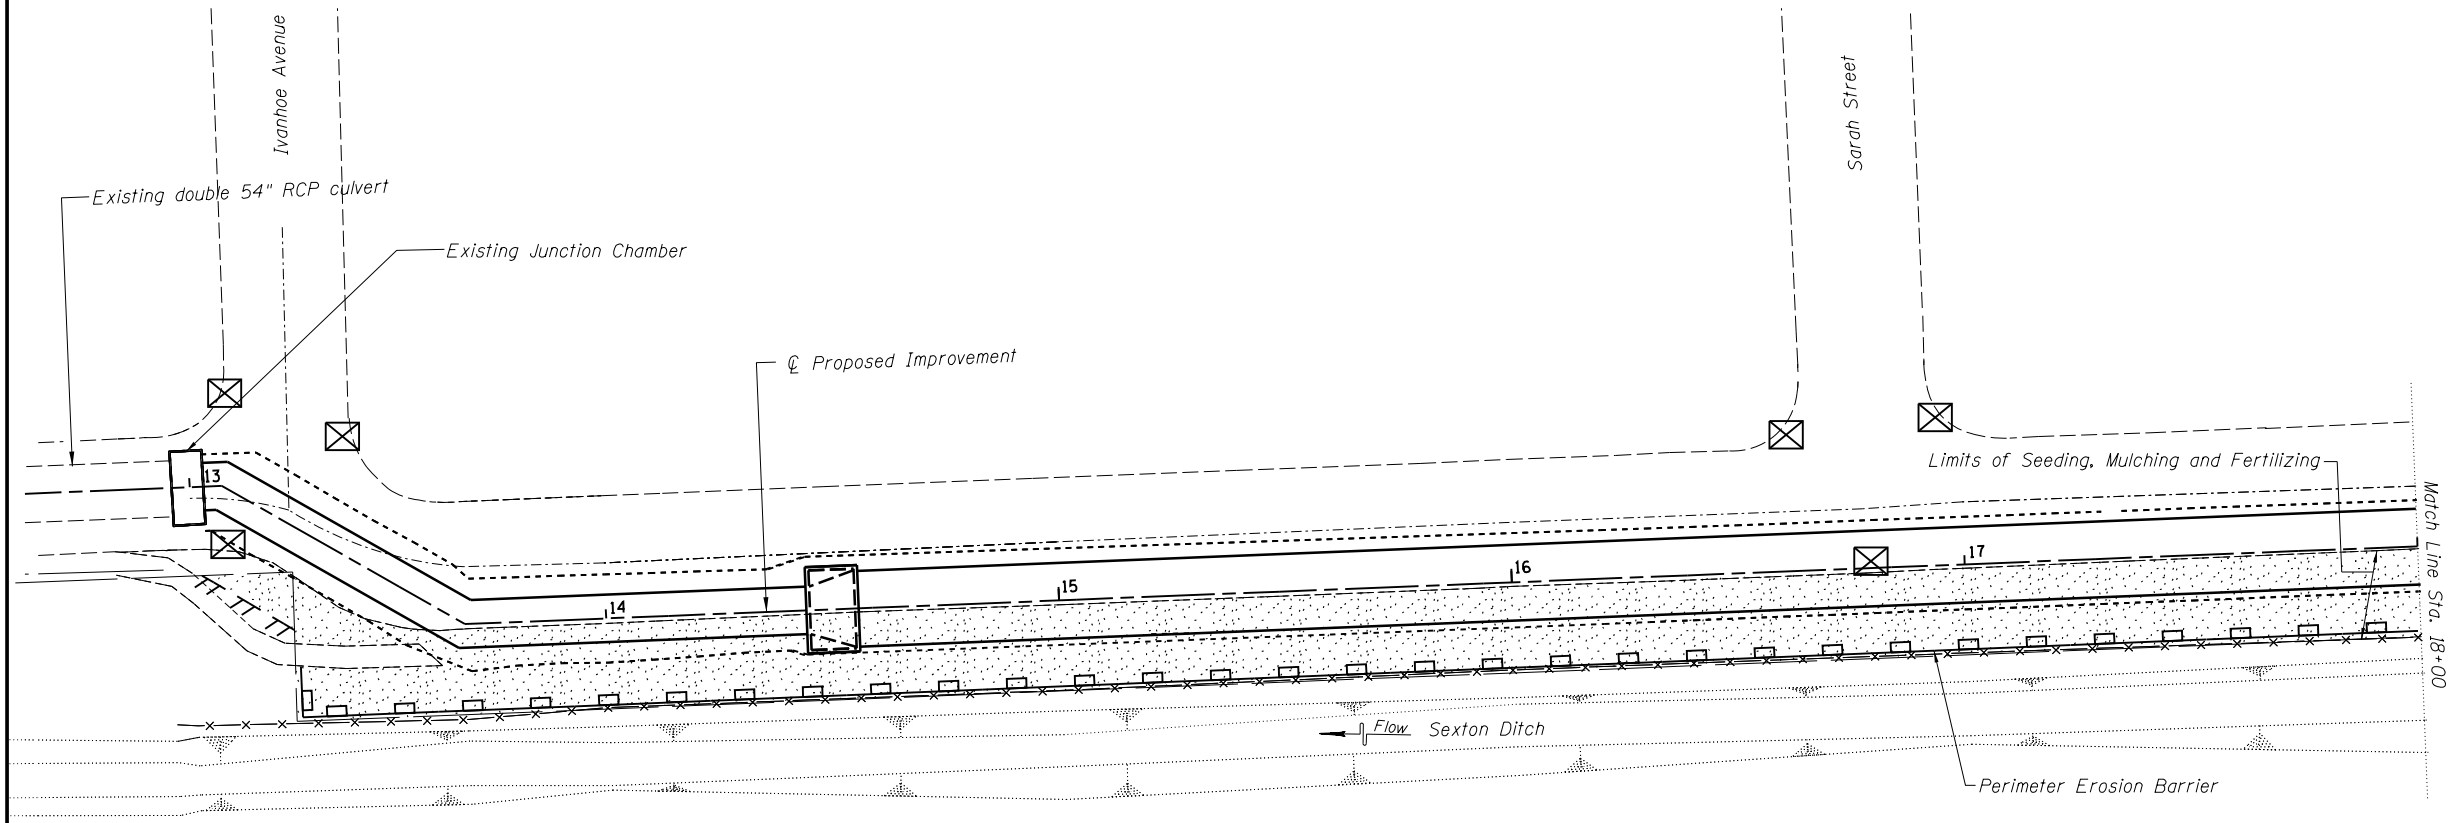 Ivanhoe Avenue
Sarah Street
Existing double 54" RCP culvert
Existing Junction Chamber
℄ Proposed Improvement
Limits of Seeding, Mulching and Fertilizing
13
14
15
16
17
Match Line Sta. 18+00
Flow Sexton Ditch
Perimeter Erosion Barrier